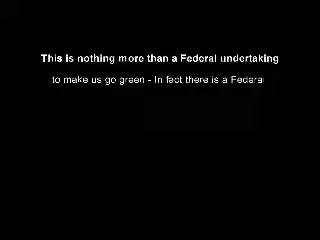 This is nothing more than a Federal undertaking
to make us go green - In fact there is a Federal